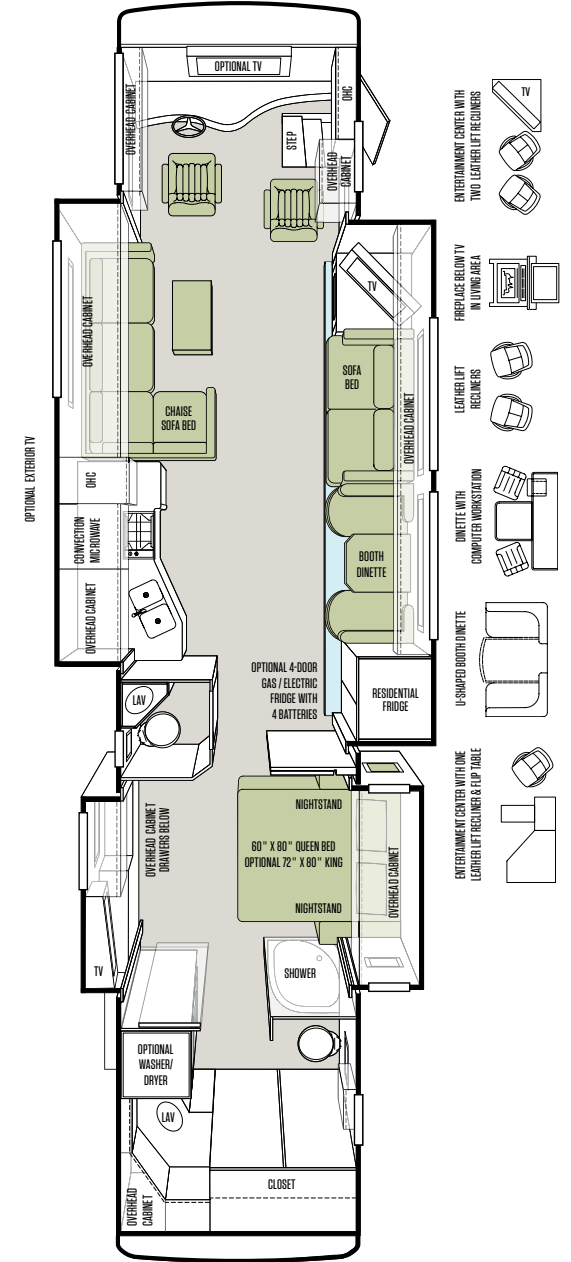 OPTIONAL TV
OVERHEAD CABINET
OHC
STEP
OVERHEAD
CABINET
OVERHEAD CABINET
TV
SOFA
BED
CHAISE
SOFA BED
OVERHEAD CABINET
OPTIONAL EXTERIOR TV
OHC
CONVECTION
MICROWAVE
OVERHEAD CABINET
BOOTH
DINETTE
OPTIONAL 4-DOOR
GAS / ELECTRIC
FRIDGE WITH
4 BATTERIES
RESIDENTIAL
FRIDGE
LAV
OVERHEAD CABINET
DRAWERS BELOW
NIGHTSTAND
60" X 80" QUEEN BED
OPTIONAL 72" X 80" KING
NIGHTSTAND
OVERHEAD CABINET
TV
SHOWER
OPTIONAL
WASHER/
DRYER
LAV
OVERHEAD
CABINET
CLOSET
ENTERTAINMENT CENTER WITH
TWO LEATHER LIFT RECLINERS
TV
FIREPLACE BELOW TV
IN LIVING AREA
LEATHER LIFT
RECLINERS
DINETTE WITH
COMPUTER WORKSTATION
U-SHAPED BOOTH DINETTE
ENTERTAINMENT CENTER WITH ONE
LEATHER LIFT RECLINER & FLIP TABLE